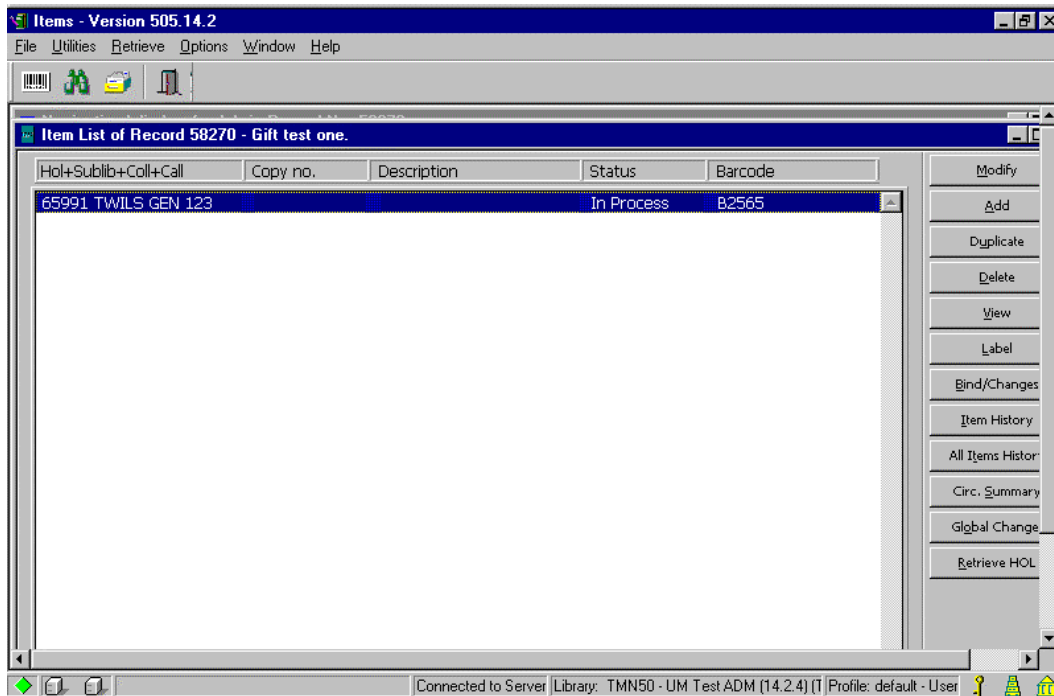 Items - Version 505.14.2
File Utilities Retrieve Options Window Help
Item List of Record 58270 - Gift test one.
Hol+Sublib+Coll+Call Copy no. Description Status Barcode
65991 TWILS GEN 123 In Process B2565
Modify
Add
Duplicate
Delete
View
Label
Bind/Changes
Item History
All Items Histor
Circ. Summary
Global Change
Retrieve HOL
Connected to Server Library: TMN50 - UM Test ADM (14.2.4) (T Profile: default - User